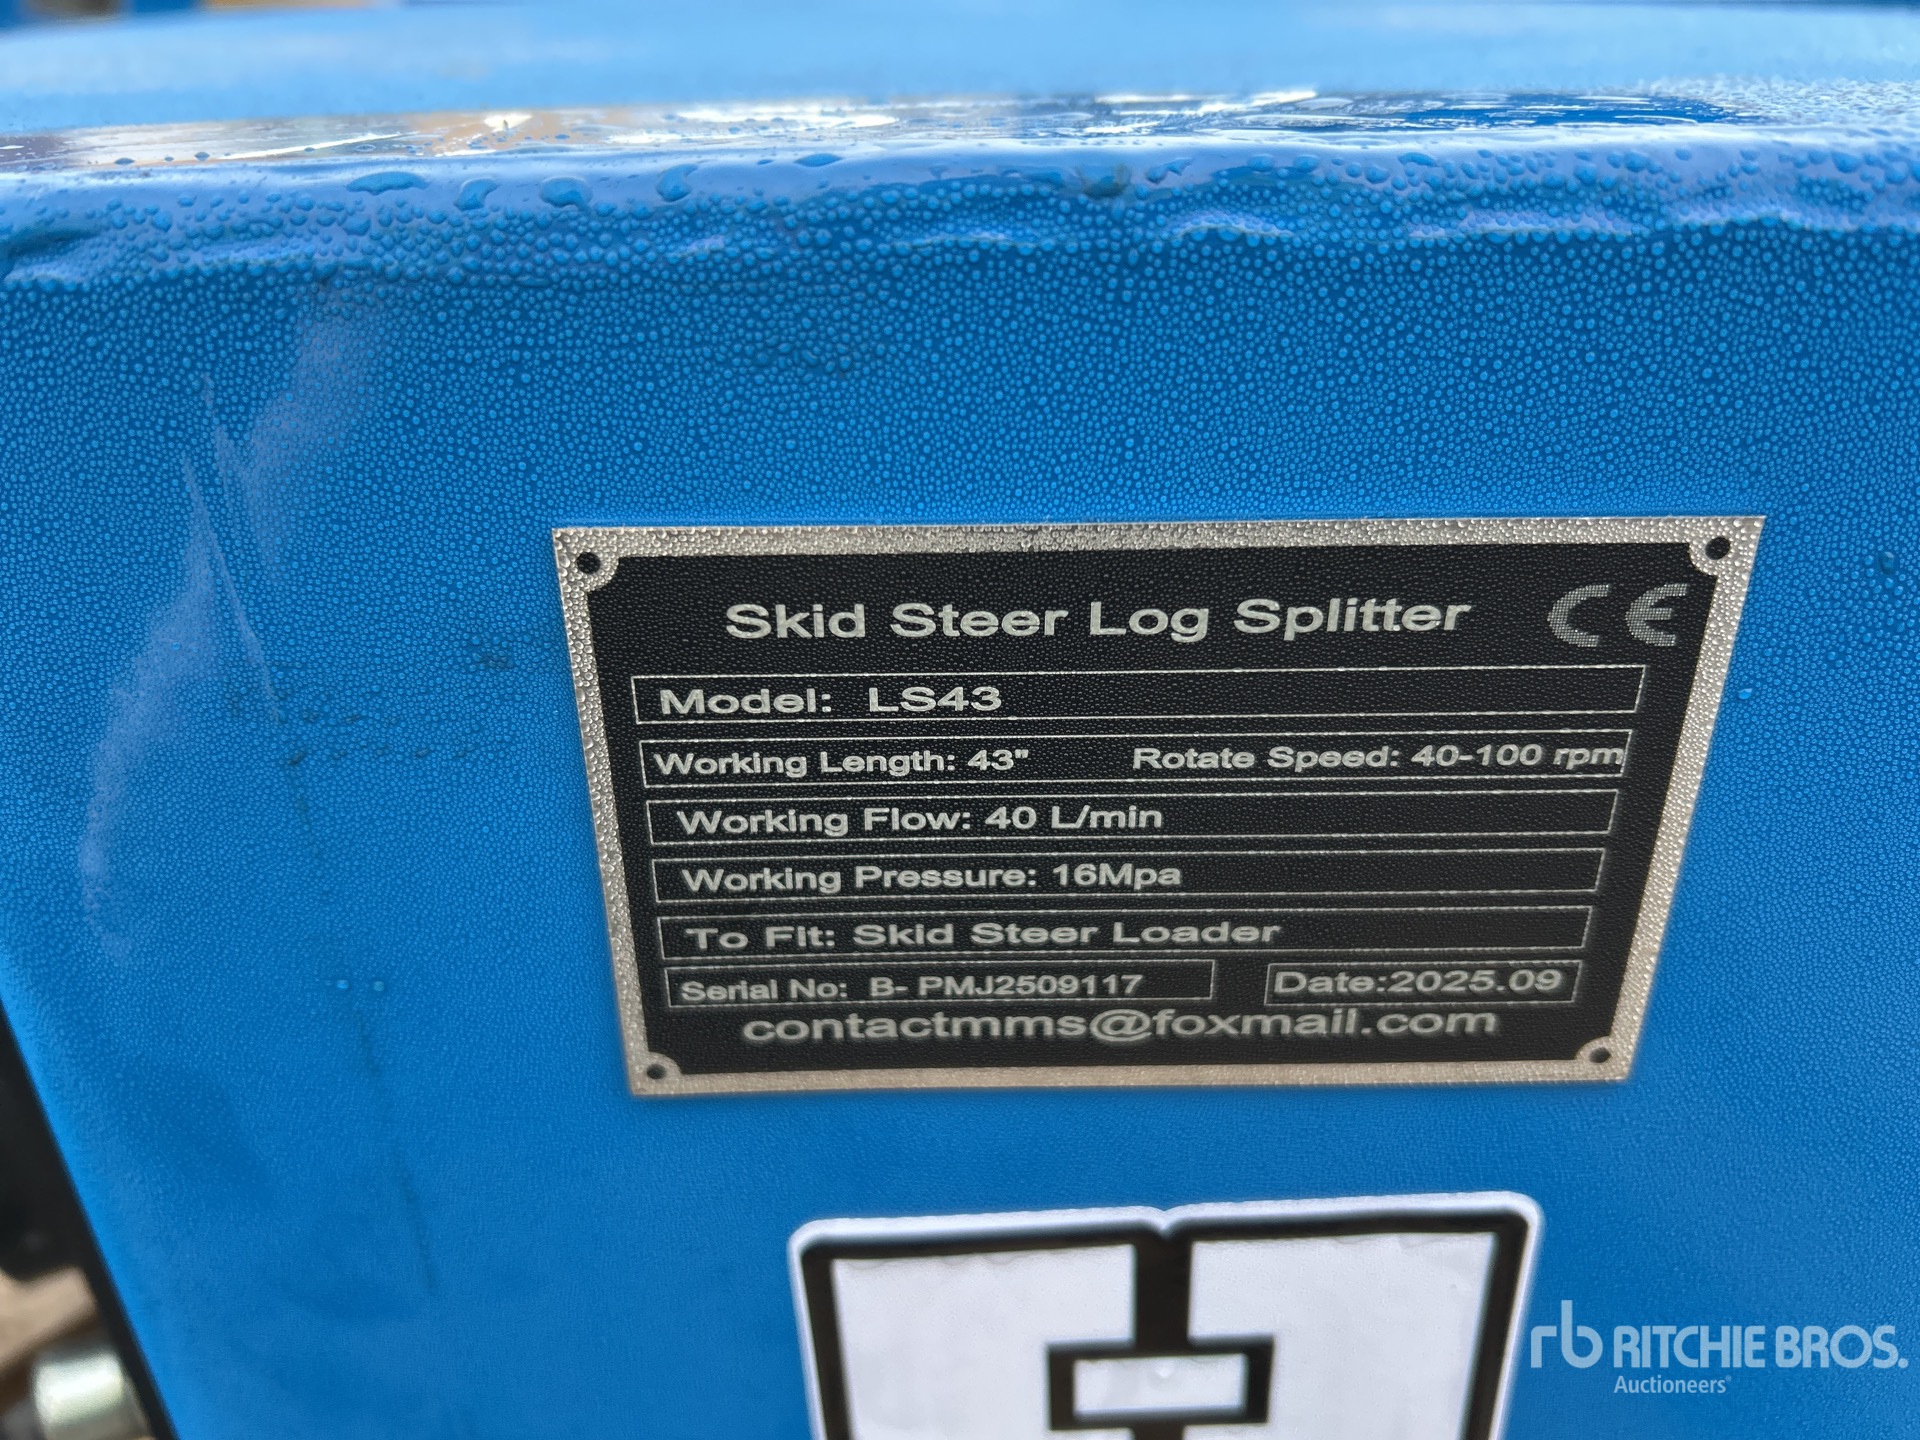 Skid Steer Log Splitter CE
Model: LS43
Working Length: 43" Rotate Speed: 40-100 rpm
Working Flow: 40 L/min
Working Pressure: 16Mpa
To Fit: Skid Steer Loader
Serial No: B- PMJ2509117 Date:2025.09
contactmms@foxmail.com
rb RITCHIE BROS.
Auctioneers